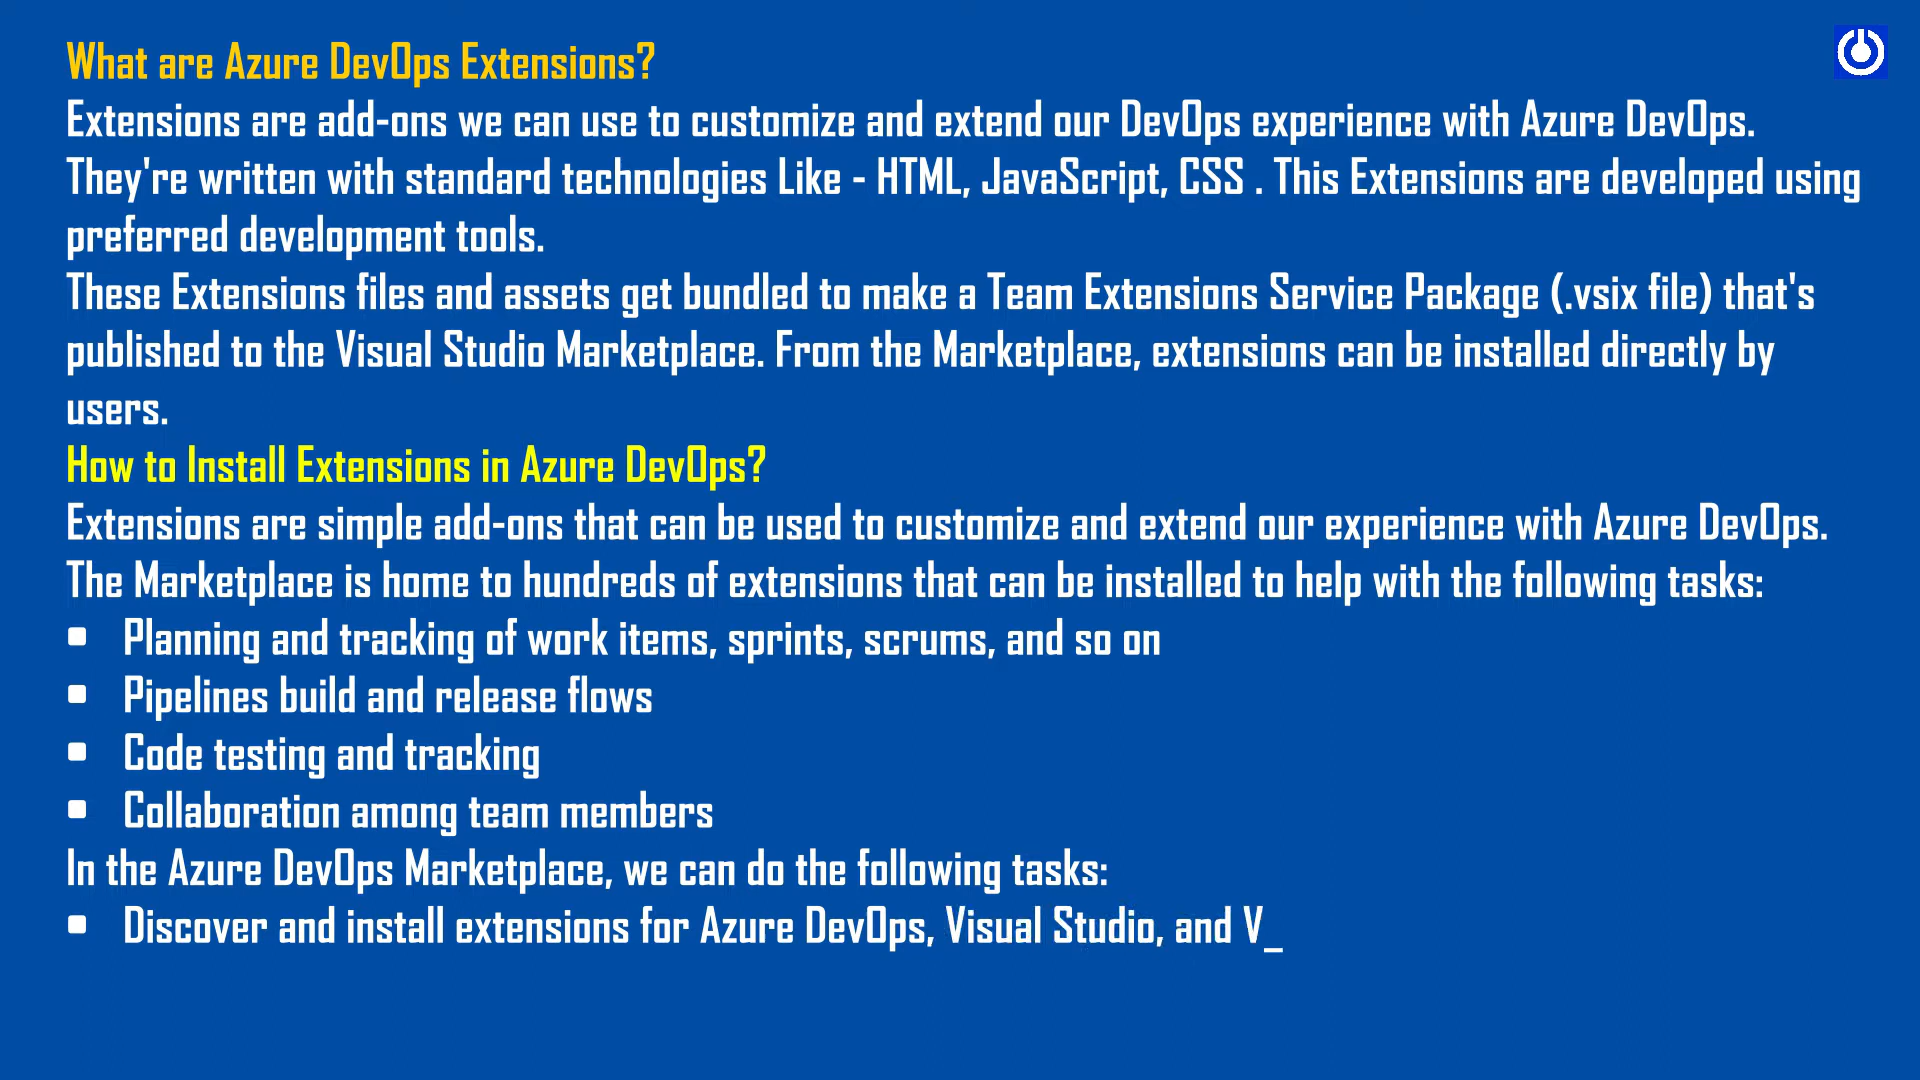 What are Azure DevOps Extensions?
Extensions are add-ons we can use to customize and extend our DevOps experience with Azure DevOps.
They're written with standard technologies Like - HTML, JavaScript, CSS . This Extensions are developed using
preferred development tools.
These Extensions files and assets get bundled to make a Team Extensions Service Package (.vsix file) that's
published to the Visual Studio Marketplace. From the Marketplace, extensions can be installed directly by
users.
How to Install Extensions in Azure DevOps?
Extensions are simple add-ons that can be used to customize and extend our experience with Azure DevOps.
The Marketplace is home to hundreds of extensions that can be installed to help with the following tasks:
▪ Planning and tracking of work items, sprints, scrums, and so on
▪ Pipelines build and release flows
▪ Code testing and tracking
▪ Collaboration among team members
In the Azure DevOps Marketplace, we can do the following tasks:
▪ Discover and install extensions for Azure DevOps, Visual Studio, and V_